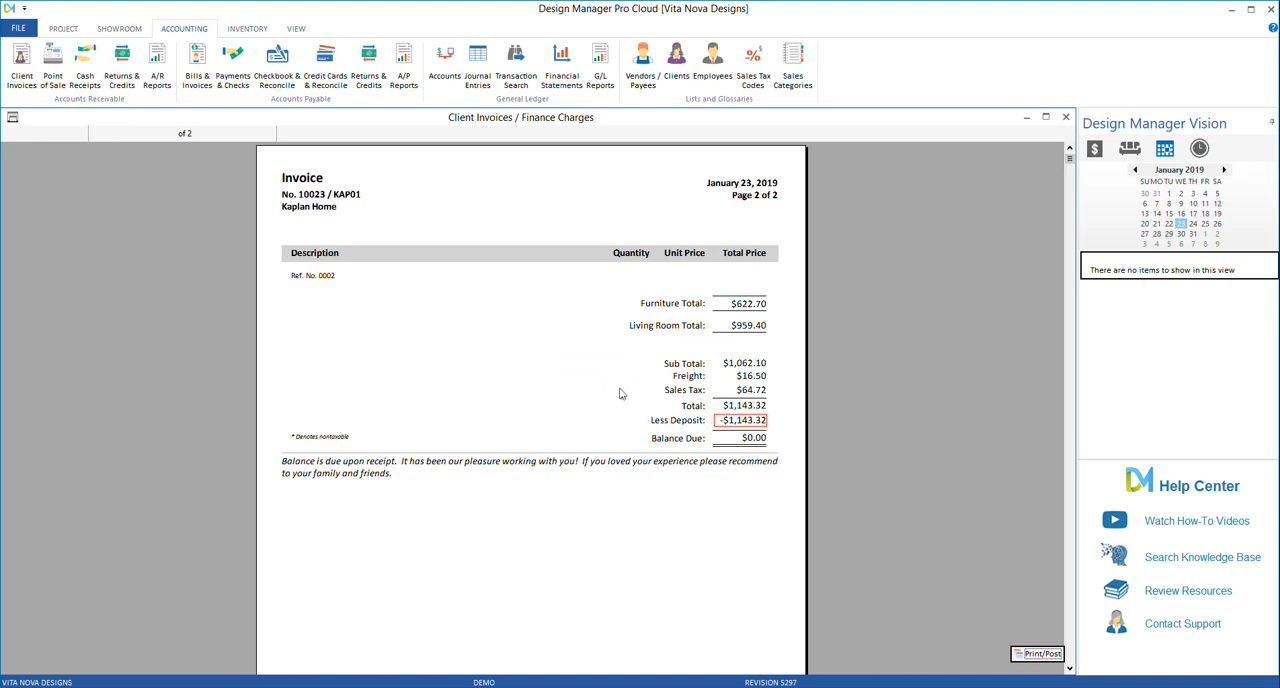 Design Manager Pro Cloud [Vita Nova Designs]
FILE PROJECT SHOWROOM ACCOUNTING INVENTORY VIEW
Client Invoices
Point of Sale
Cash Receipts
Returns & Credits
A/R Reports
Accounts Receivable
Bills & Invoices
Payments & Checks
Checkbook & Reconcile
Credit Cards & Reconcile
Returns & Credits
A/P Reports
Accounts Payable
Accounts
Journal Entries
Transaction Search
Financial Statements
G/L Reports
General Ledger
Vendors / Payees
Clients
Employees
Sales Tax Codes
Sales Categories
Lists and Glossaries
Client Invoices / Finance Charges
of 2
Invoice
No. 10023 / KAP01
Kaplan Home
January 23, 2019
Page 2 of 2
Description Quantity Unit Price Total Price
Ref. No. 0002
Furniture Total: $622.70
Living Room Total: $959.40
Sub Total: $1,062.10
Freight: $16.50
Sales Tax: $64.72
Total: $1,143.32
Less Deposit: -$1,143.32
* Denotes nontaxable
Balance Due: $0.00
Balance is due upon receipt. It has been our pleasure working with you! If you loved your experience please recommend
to your family and friends.
Print/Post
Design Manager Vision
January 2019
SU MO TU WE TH FR SA
30 31 1 2 3 4 5
6 7 8 9 10 11 12
13 14 15 16 17 18 19
20 21 22 23 24 25 26
27 28 29 30 31 1 2
3 4 5 6 7 8 9
There are no items to show in this view
DM Help Center
Watch How-To Videos
Search Knowledge Base
Review Resources
Contact Support
VITA NOVA DESIGNS DEMO REVISION 5297